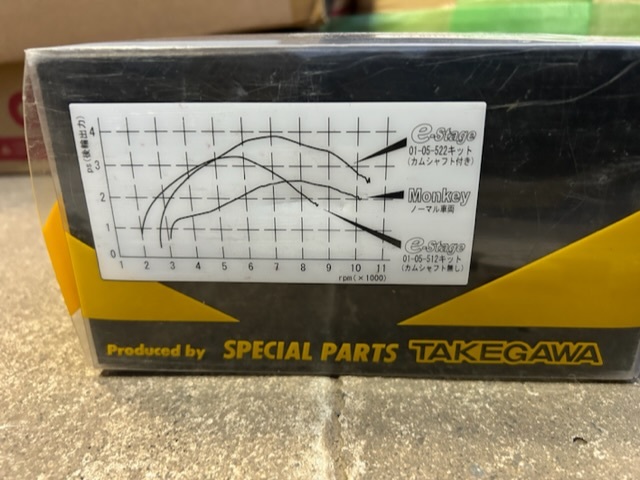 ps(後輪出力)
4
3
2
1
0
1 2 3 4 5 6 7 8 9 10 11
rpm(×1000)
e-Stage
01-05-522キット
(カムシャフト付き)
Monkey
ノーマル車両
e-Stage
01-05-512キット
(カムシャフト無し)
Produced by SPECIAL PARTS TAKEGAWA